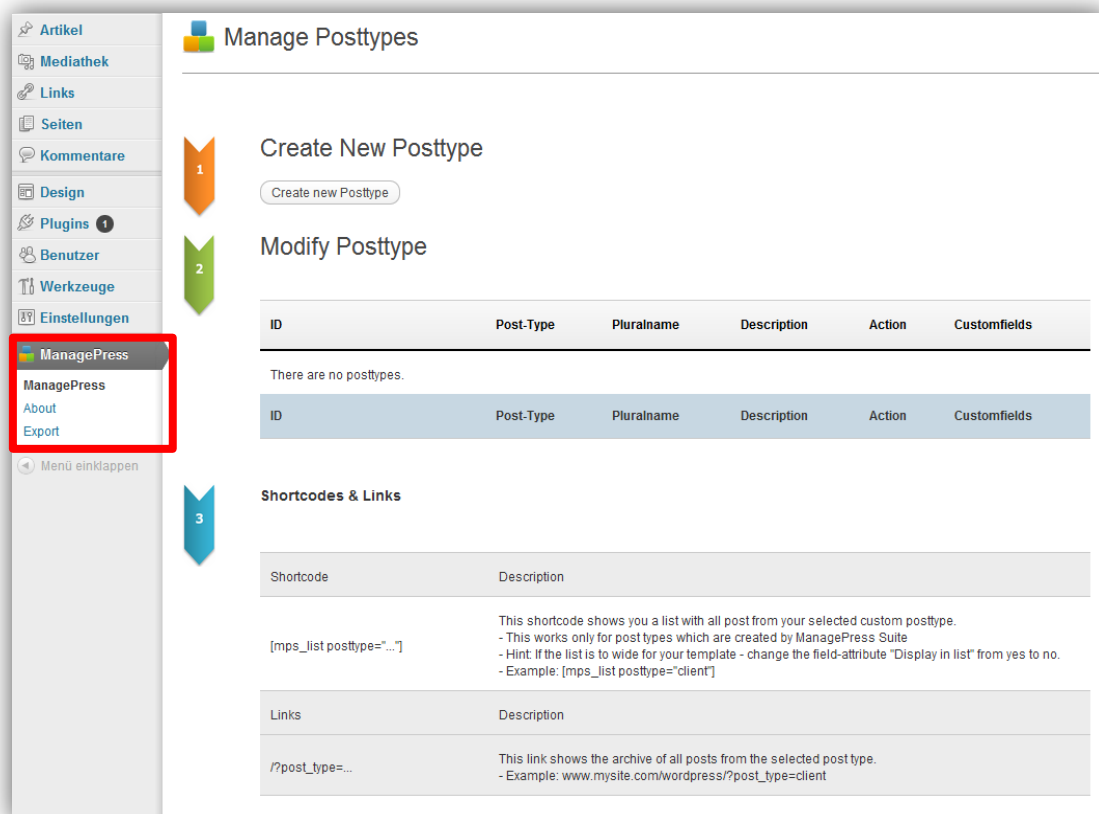 Artikel
Mediathek
Links
Seiten
Kommentare
Design
Plugins 1
Benutzer
Werkzeuge
Einstellungen
ManagePress
ManagePress
About
Export
Menü einklappen
Manage Posttypes
1
Create New Posttype
Create new Posttype
2
Modify Posttype
ID Post-Type Pluralname Description Action Customfields
There are no posttypes.
ID Post-Type Pluralname Description Action Customfields
3
Shortcodes & Links
Shortcode Description
[mps_list posttype="..."]
This shortcode shows you a list with all post from your selected custom posttype.
- This works only for post types which are created by ManagePress Suite
- Hint: If the list is to wide for your template - change the field-attribute "Display in list" from yes to no.
- Example: [mps_list posttype="client"]
Links Description
/?post_type=...
This link shows the archive of all posts from the selected post type.
- Example: www.mysite.com/wordpress/?post_type=client